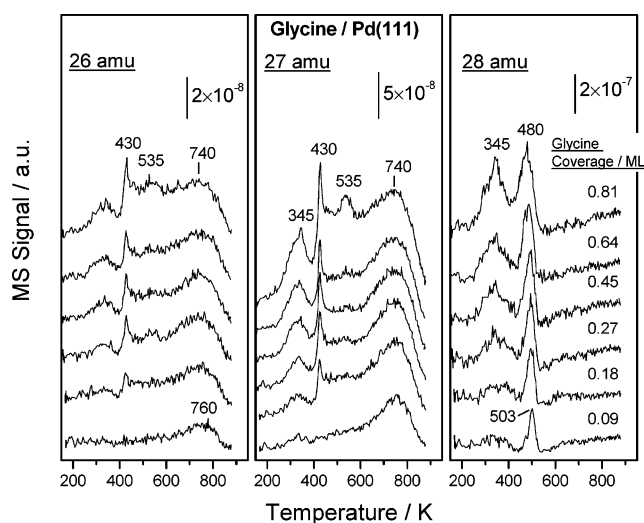 Glycine / Pd(111)
26 amu
27 amu
28 amu
2×10⁻⁸
5×10⁻⁸
2×10⁻⁷
430
535
740
760
345
430
535
740
345
480
503
Glycine
Coverage / ML
0.81
0.64
0.45
0.27
0.18
0.09
MS Signal / a.u.
200 400 600 800
200 400 600 800
200 400 600 800
Temperature / K